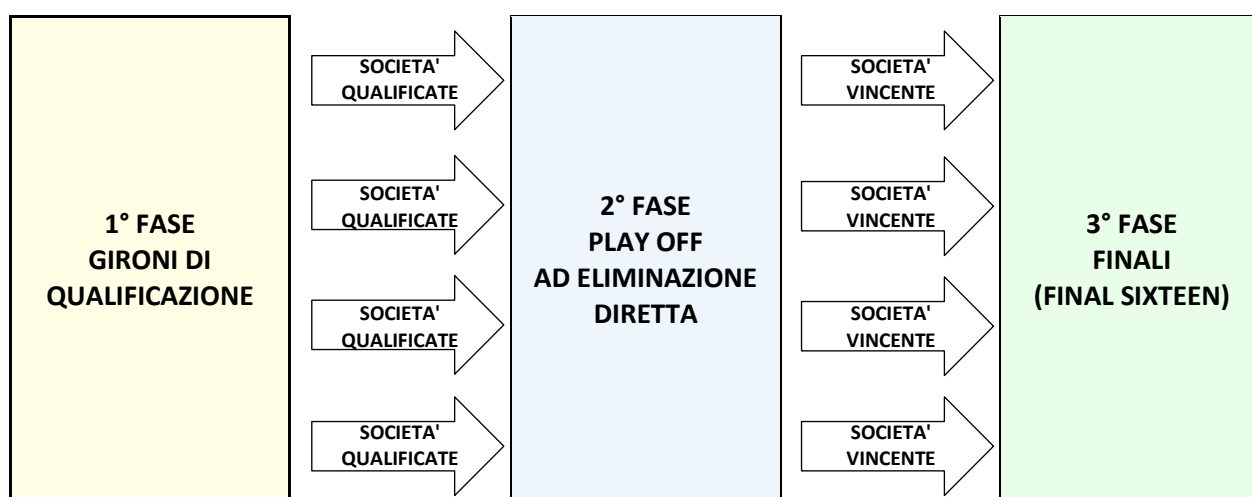 1° FASE
GIRONI DI
QUALIFICAZIONE
SOCIETA'
QUALIFICATE
SOCIETA'
QUALIFICATE
SOCIETA'
QUALIFICATE
SOCIETA'
QUALIFICATE
2° FASE
PLAY OFF
AD ELIMINAZIONE
DIRETTA
SOCIETA'
VINCENTE
SOCIETA'
VINCENTE
SOCIETA'
VINCENTE
SOCIETA'
VINCENTE
3° FASE
FINALI
(FINAL SIXTEEN)